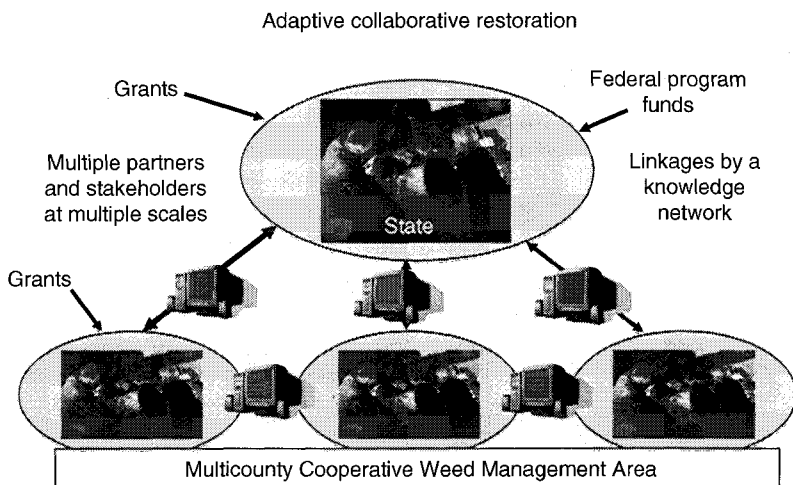 Adaptive collaborative restoration
Grants
Federal program
funds
Multiple partners
and stakeholders
at multiple scales
Linkages by a
knowledge
network
State
Grants
Multicounty Cooperative Weed Management Area